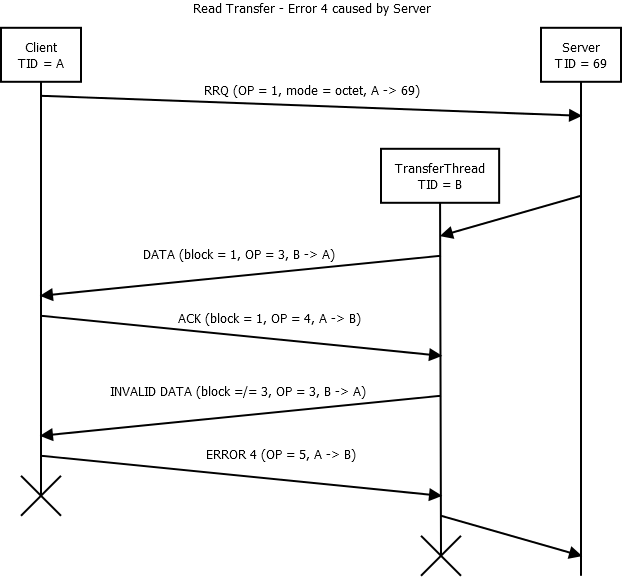 Read Transfer - Error 4 caused by Server
Client
TID = A
Server
TID = 69
RRQ (OP = 1, mode = octet, A -> 69)
TransferThread
TID = B
DATA (block = 1, OP = 3, B -> A)
ACK (block = 1, OP = 4, A -> B)
INVALID DATA (block =/= 3, OP = 3, B -> A)
ERROR 4 (OP = 5, A -> B)